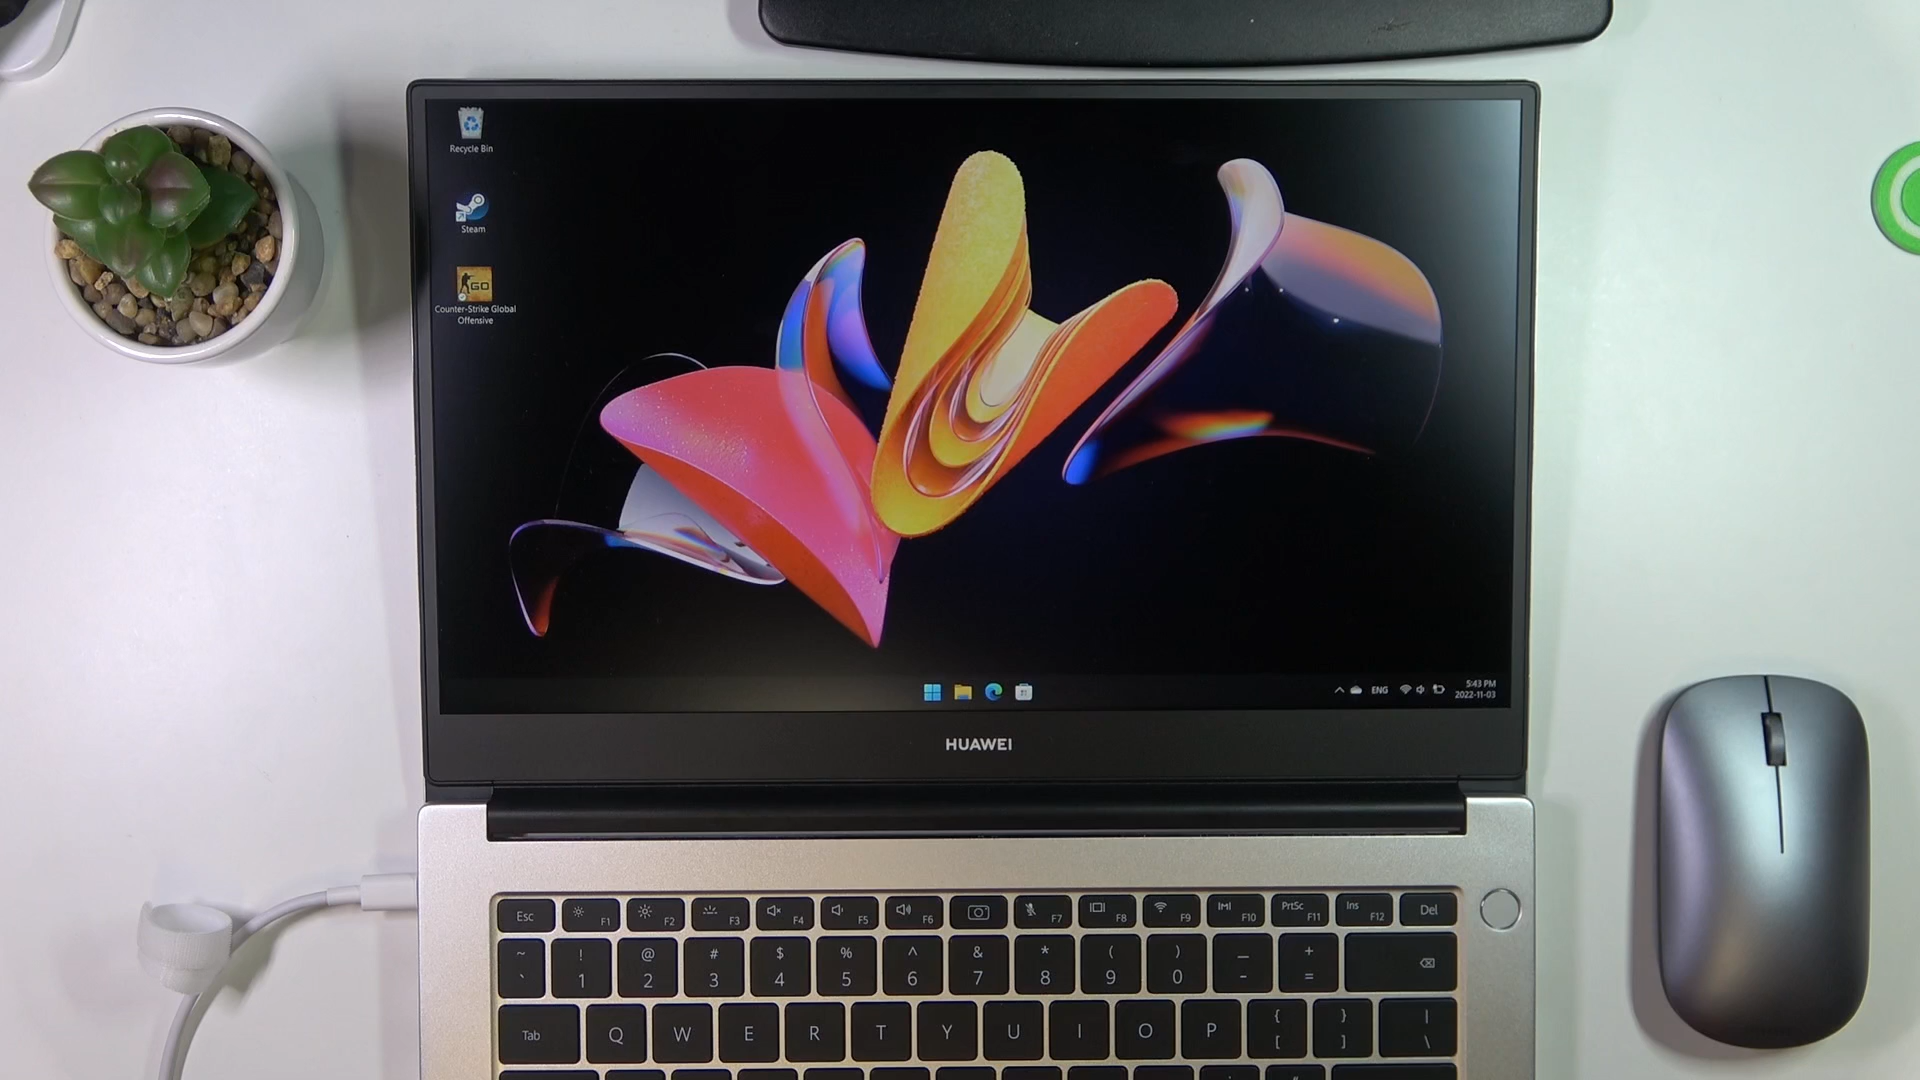 Recycle Bin
Steam
GO
Counter-Strike Global
Offensive
ENG
5:43 PM
2022-11-03
HUAWEI
Esc F1 F2 F3 F4 F5 F6 F7 F8 F9 F10 PrtSc F11 Ins F12 Del
~ ! @ # $ % ^ & * ( ) _ +
` 1 2 3 4 5 6 7 8 9 0 - =
Tab Q W E R T Y U I O P { [ } ] | \